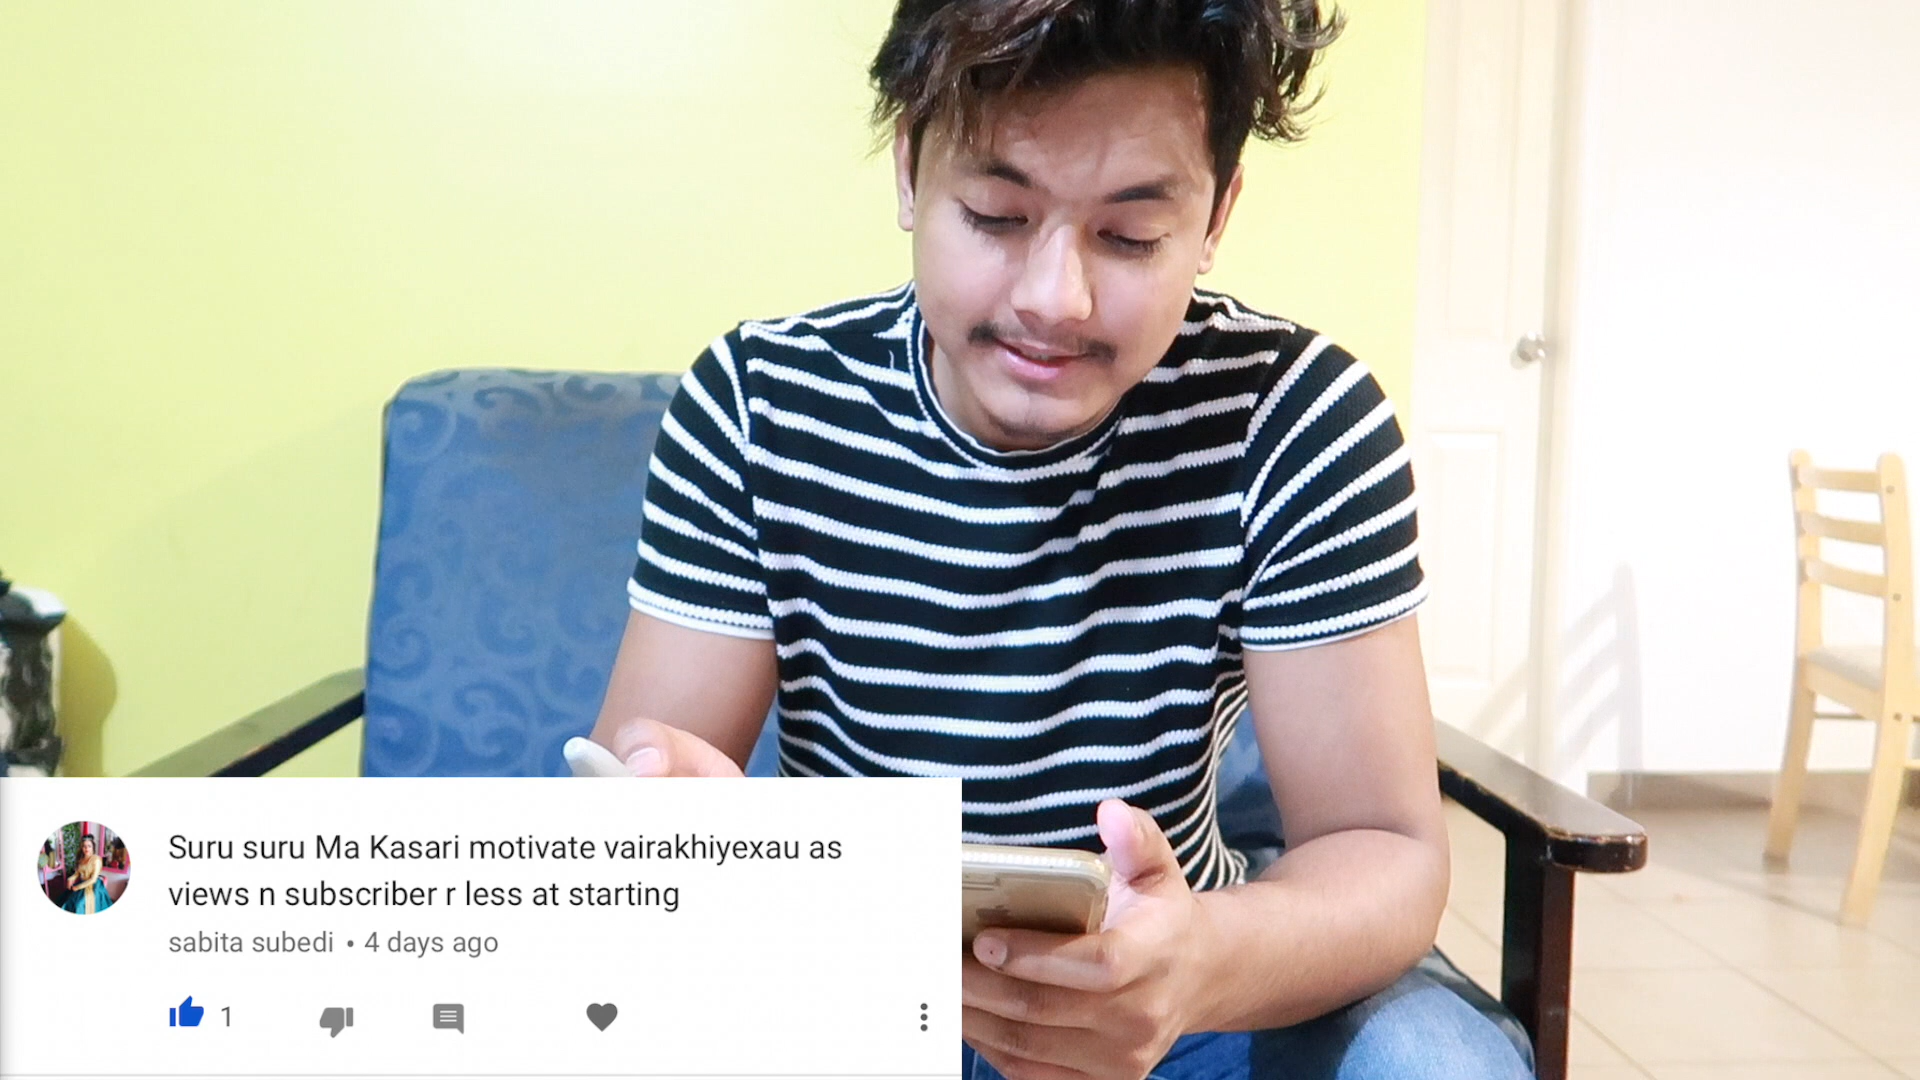 Suru suru Ma Kasari motivate vairakhiyexau as
views n subscriber r less at starting
sabita subedi • 4 days ago
1